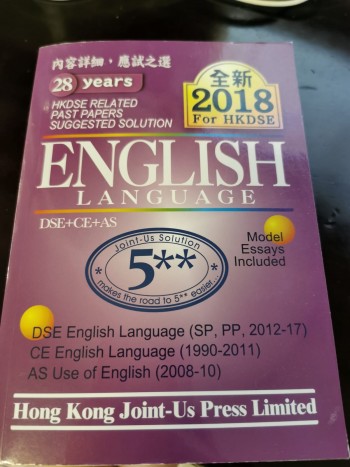 內容詳細，應試之選
28 years
HKDSE RELATED
PAST PAPERS
SUGGESTED SOLUTION
全新
2018
For HKDSE
ENGLISH
LANGUAGE
DSE+CE+AS
Model
Essays
Included
Joint-Us Solution
5**
makes the road to 5** easier.
DSE English Language (SP, PP, 2012-17)
CE English Language (1990-2011)
AS Use of English (2008-10)
Hong Kong Joint-Us Press Limited